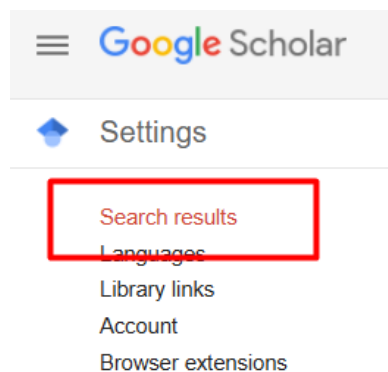 Google Scholar
Settings
Search results
Languages
Library links
Account
Browser extensions